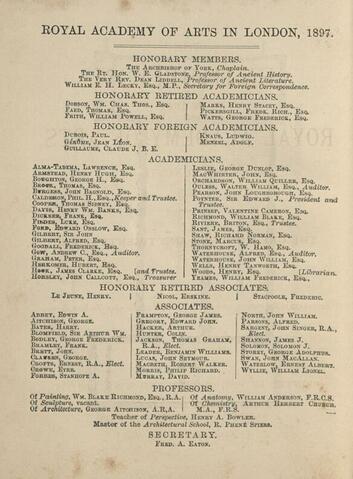 ROYAL ACADEMY OF ARTS IN LONDON, 1897.
HONORARY MEMBERS.
The Archbishop of York, Chaplain.
The Rt. Hon. W. E. Gladstone, Professor of Ancient History.
The Very Rev. Dean Liddell, Professor of Ancient Literature.
William E. H. Lecky, Esq., M.P., Secretary for Foreign Correspondence.
HONORARY RETIRED ACADEMICIANS.
Dobson, Wm. Chas. Thos., Esq.
Faed, Thomas, Esq.
Frith, William Powell, Esq.
Marks, Henry Stacy, Esq.
Pickersgill, Fredk. Rich., Esq.
Watts, George Frederick, Esq.
HONORARY FOREIGN ACADEMICIANS.
Dubois, Paul.
Gérôme, Jean Léon.
Guillaume, Claude J. B. E.
Knaus, Ludwig.
Menzel, Adolf.
ACADEMICIANS.
Alma-Tadema, Lawrence, Esq.
Armstead, Henry Hugh, Esq.
Boughton, George H., Esq.
Brock, Thomas, Esq.
Burgess, John Bagnold, Esq.
Calderon, Phil. H., Esq., Keeper and Trustee.
Cooper, Thomas Sidney, Esq.
Davis, Henry Wm. Banks, Esq.
Dicksee, Frank, Esq.
Fildes, Luke, Esq.
Ford, Edward Onslow, Esq.
Gilbert, Sir John
Gilbert, Alfred, Esq.
Goodall, Frederick, Esq.
Gow, Andrew C., Esq., Auditor.
Graham, Peter, Esq.
Herkomer, Hubert, Esq.
Hook, James Clarke, Esq. [and Trustee.
Horsley, John Callcott, Esq., Treasurer
Leslie, George Dunlop, Esq.
MacWhirter, John, Esq.
Orchardson, William Quiller, Esq.
Ouless, Walter William, Esq., Auditor.
Pearson, John Loughborough, Esq.
Poynter, Sir Edward J., President and
Trustee.
Prinsep, Valentine Cameron, Esq.
Richmond, William Blake, Esq.
Riviere, Briton, Esq., Trustee.
Sant, James, Esq.
Shaw, Richard Norman, Esq.
Stone, Marcus, Esq.
Thornycroft, W. Hamo, Esq.
Waterhouse, Alfred, Esq., Auditor.
Waterhouse, John William, Esq.
Wells, Henry Tanworth, Esq.
Woods, Henry, Esq. [Librarian.
Yeames, William Frederick, Esq.,
HONORARY RETIRED ASSOCIATES.
Le Jeune, Henry. | Nicol, Erskine. | Stacpoole, Frederic.
ASSOCIATES.
Abbey, Edwin A.
Aitchison, George.
Bates, Harry.
Blomfield, Sir Arthur Wm.
Bodley, George Frederick.
Bramley, Frank.
Brett, John.
Clausen, George.
Crofts, Ernest, R.A., Elect.
Crowe, Eyre.
Forbes, Stanhope A.
Frampton, George James.
Gregory, Edward John.
Hacker, Arthur.
Hunter, Colin.
Jackson, Thomas Graham,
R.A., Elect.
Leader, Benjamin Williams.
Lucas, John Seymour.
Macbeth, Robert Walker.
Morris, Philip Richard.
Murray, David.
North, John William.
Parsons, Alfred.
Sargent, John Singer, R.A.,
Elect.
Shannon, James J.
Solomon, Solomon J.
Storey, George Adolphus.
Swan, John MacAllan.
Waterlow, Ernest Albert.
Wyllie, William Lionel.
PROFESSORS.
Of Painting, Wm. Blake Richmond, Esq., R.A.
Of Sculpture, vacant.
Of Architecture, George Aitchison, A.R.A.
Of Anatomy, William Anderson, F.R.C.S.
Of Chemistry, Arthur Herbert Church,
M.A., F.R.S.
Teacher of Perspective, Henry A. Bowler.
Master of the Architectural School, R. Phené Spiers.
SECRETARY.
Fred. A. Eaton.